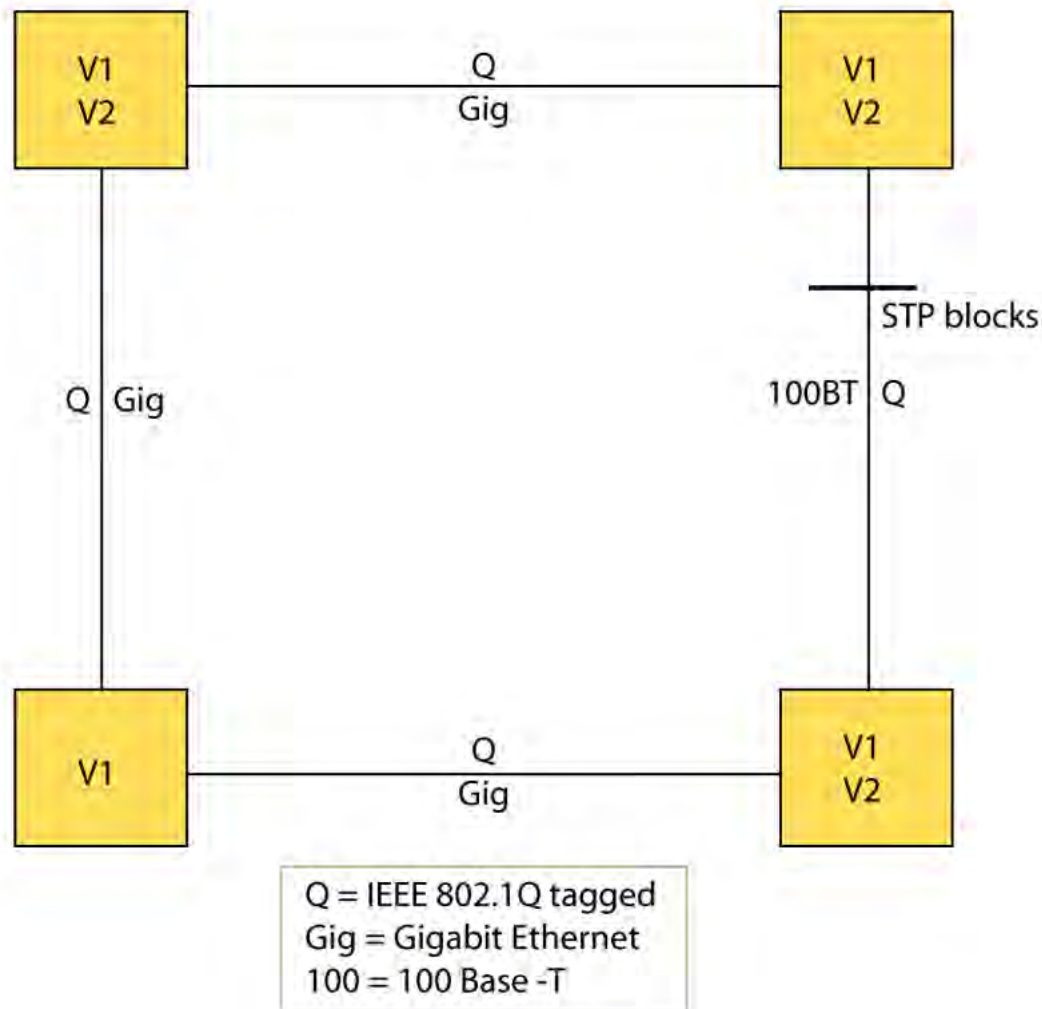 V1
V2
Q
Gig
V1
V2
STP blocks
Q Gig
100BT Q
V1
Q
Gig
V1
V2
Q = IEEE 802.1Q tagged
Gig = Gigabit Ethernet
100 = 100 Base -T